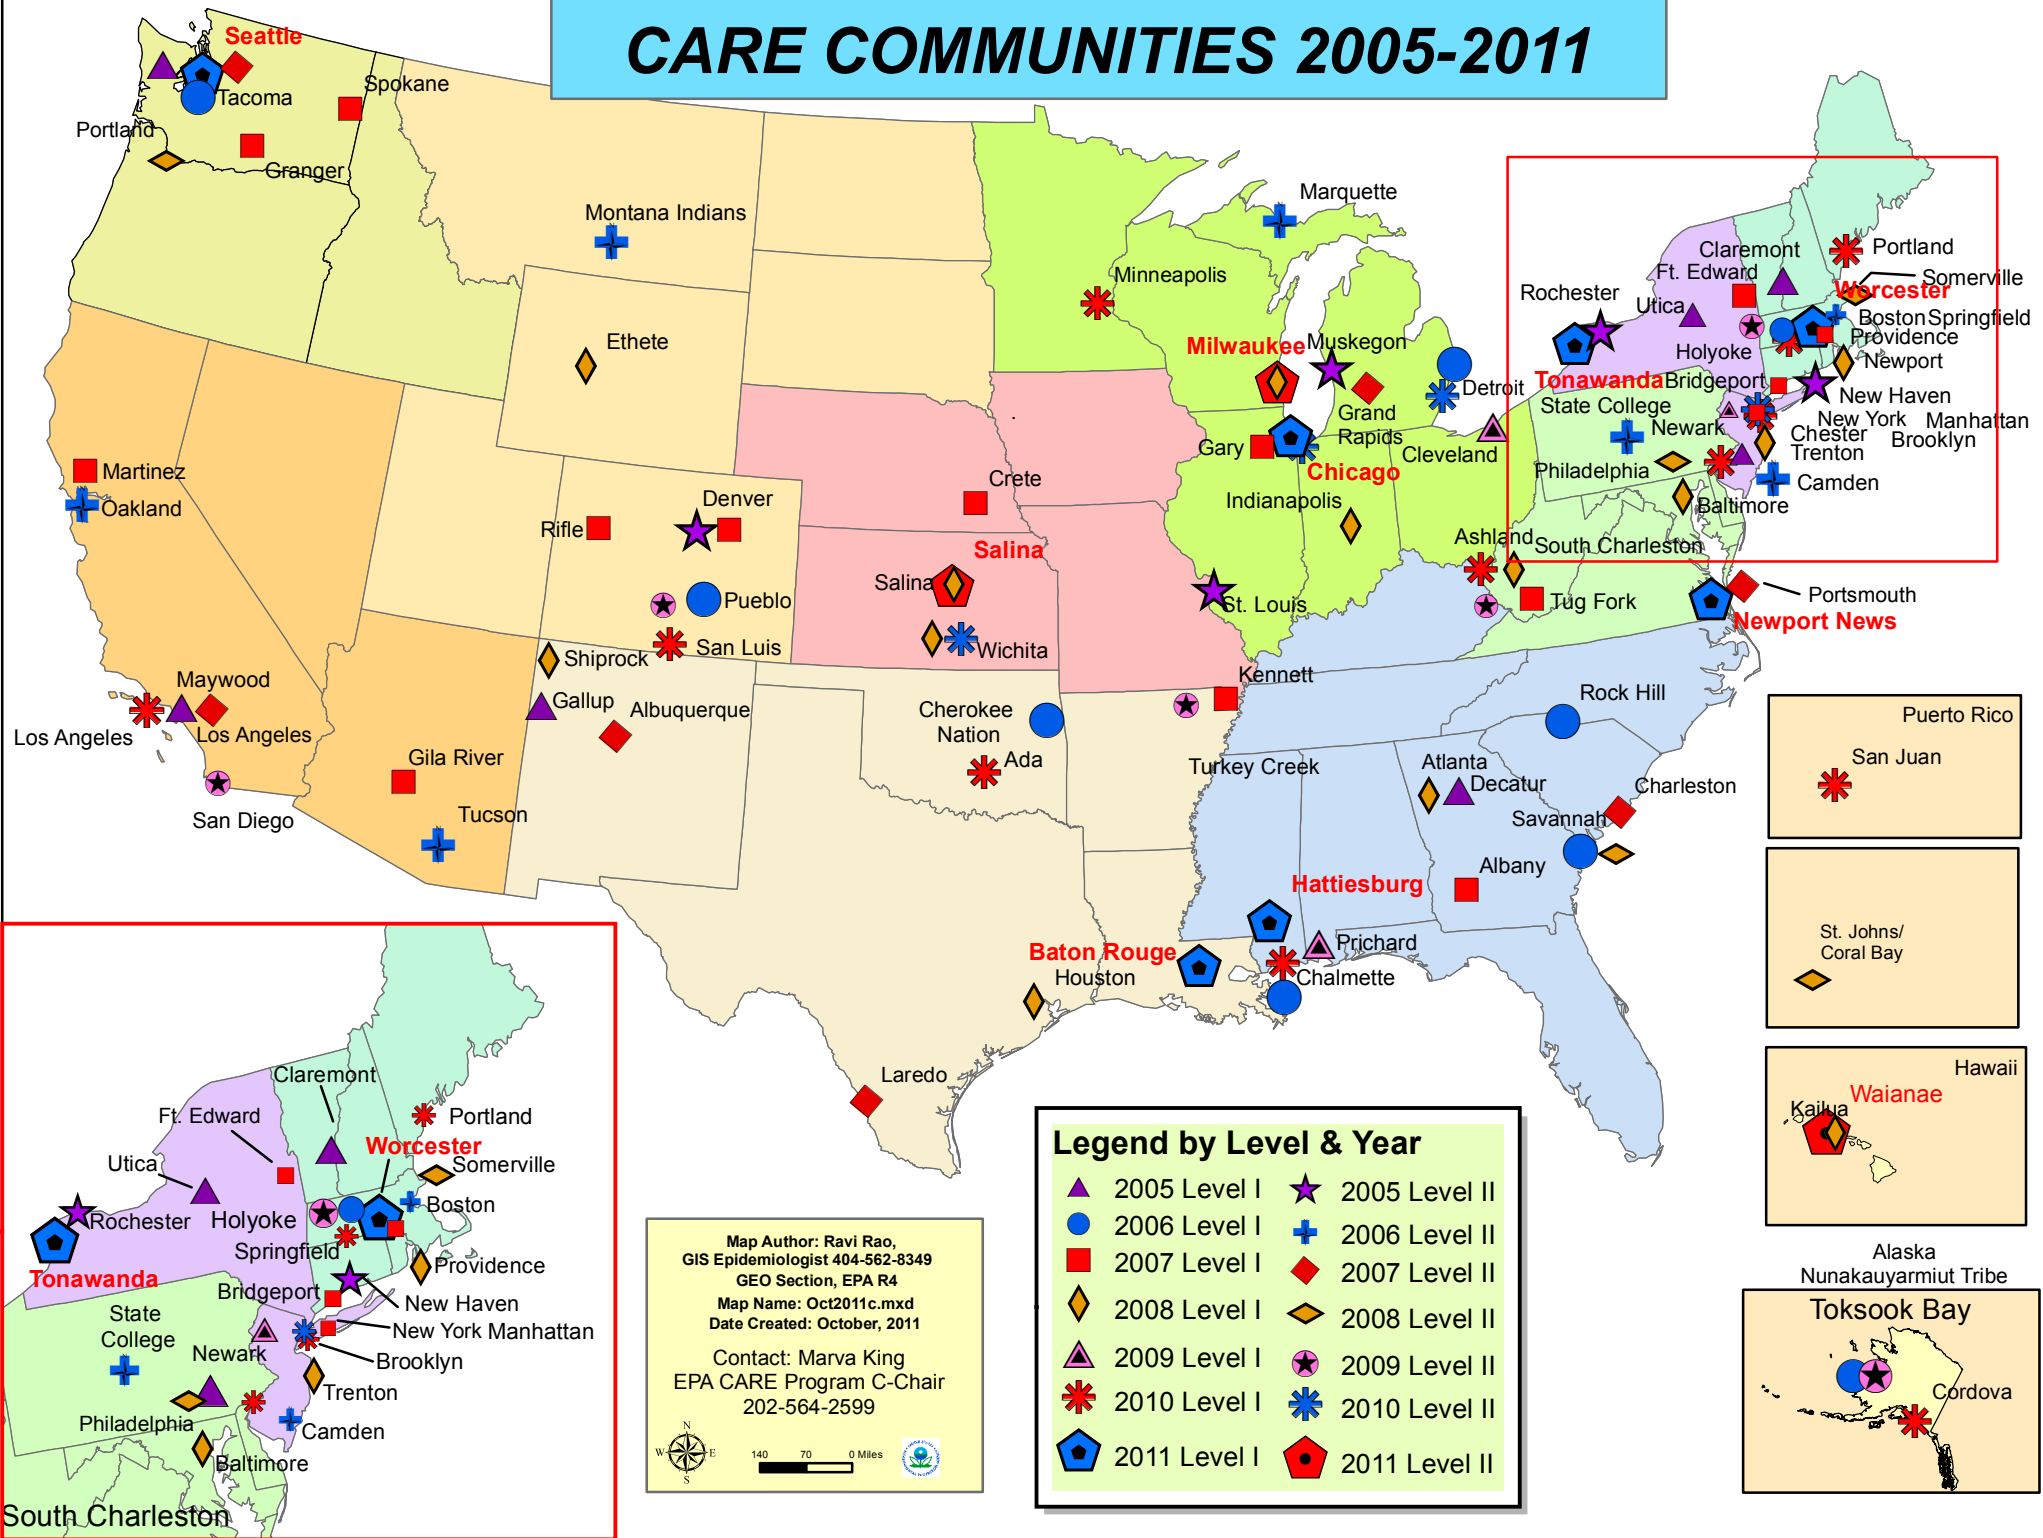 CARE COMMUNITIES 2005-2011
Seattle
Tacoma
Spokane
Portland
Granger
Montana Indians
Ethete
Minneapolis
Marquette
Milwaukee
Muskegon
Grand
Rapids
Detroit
Gary
Chicago
Cleveland
Indianapolis
Martinez
Oakland
Rifle
Denver
Pueblo
San Luis
Crete
Salina
Salina
Wichita
St. Louis
Kennett
Ashland
South Charleston
Tug Fork
Portsmouth
Newport News
Claremont
Ft. Edward
Rochester
Utica
Portland
Somerville
Worcester
Boston
Springfield
Providence
Newport
Holyoke
Tonawanda
Bridgeport
New Haven
State College
Newark
New York
Manhattan
Chester
Brooklyn
Trenton
Philadelphia
Camden
Baltimore
Maywood
Los Angeles
Los Angeles
San Diego
Gila River
Tucson
Shiprock
Gallup
Albuquerque
Cherokee
Nation
Ada
Turkey Creek
Rock Hill
Atlanta
Decatur
Charleston
Savannah
Albany
Hattiesburg
Prichard
Chalmette
Baton Rouge
Houston
Laredo
Puerto Rico
San Juan
St. Johns/
Coral Bay
Hawaii
Waianae
Kailua
Alaska
Nunakauyarmiut Tribe
Toksook Bay
Cordova
Claremont
Ft. Edward
Portland
Worcester
Utica
Somerville
Rochester
Holyoke
Boston
Springfield
Tonawanda
Providence
Bridgeport
New Haven
State
College
New York
Manhattan
Newark
Brooklyn
Trenton
Philadelphia
Camden
Baltimore
South Charleston
Map Author: Ravi Rao,
GIS Epidemiologist 404-562-8349
GEO Section, EPA R4
Map Name: Oct2011c.mxd
Date Created: October, 2011
Contact: Marva King
EPA CARE Program C-Chair
202-564-2599
N
W
E
S
140 70 0 Miles
Legend by Level & Year
2005 Level I 2005 Level II
2006 Level I 2006 Level II
2007 Level I 2007 Level II
2008 Level I 2008 Level II
2009 Level I 2009 Level II
2010 Level I 2010 Level II
2011 Level I 2011 Level II